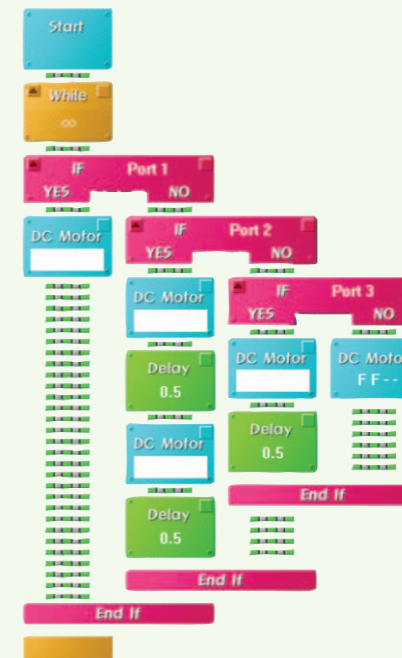 Start
While
∞
IF Port 1
YES NO
DC Motor
IF Port 2
YES NO
DC Motor
IF Port 3
YES NO
Delay
0.5
DC Motor
DC Moto
FF--
DC Motor
Delay
0.5
Delay
0.5
End If
End If
End If